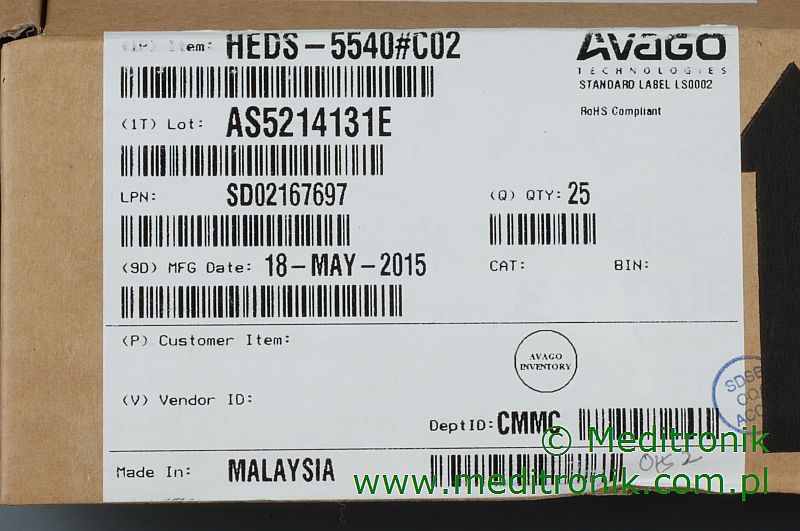 (1P) Item: HEDS-5540#C02
AVAGO
TECHNOLOGIES
STANDARD LABEL LS0002
RoHS Compliant
(1T) Lot: AS5214131E
LPN: SD02167697
(Q) QTY: 25
(9D) MFG Date: 18-MAY-2015
CAT: BIN:
(P) Customer Item:
AVAGO
INVENTORY
(V) Vendor ID:
DeptID: CMMC
© Meditronik
Made In: MALAYSIA
www.meditronik.com.pl